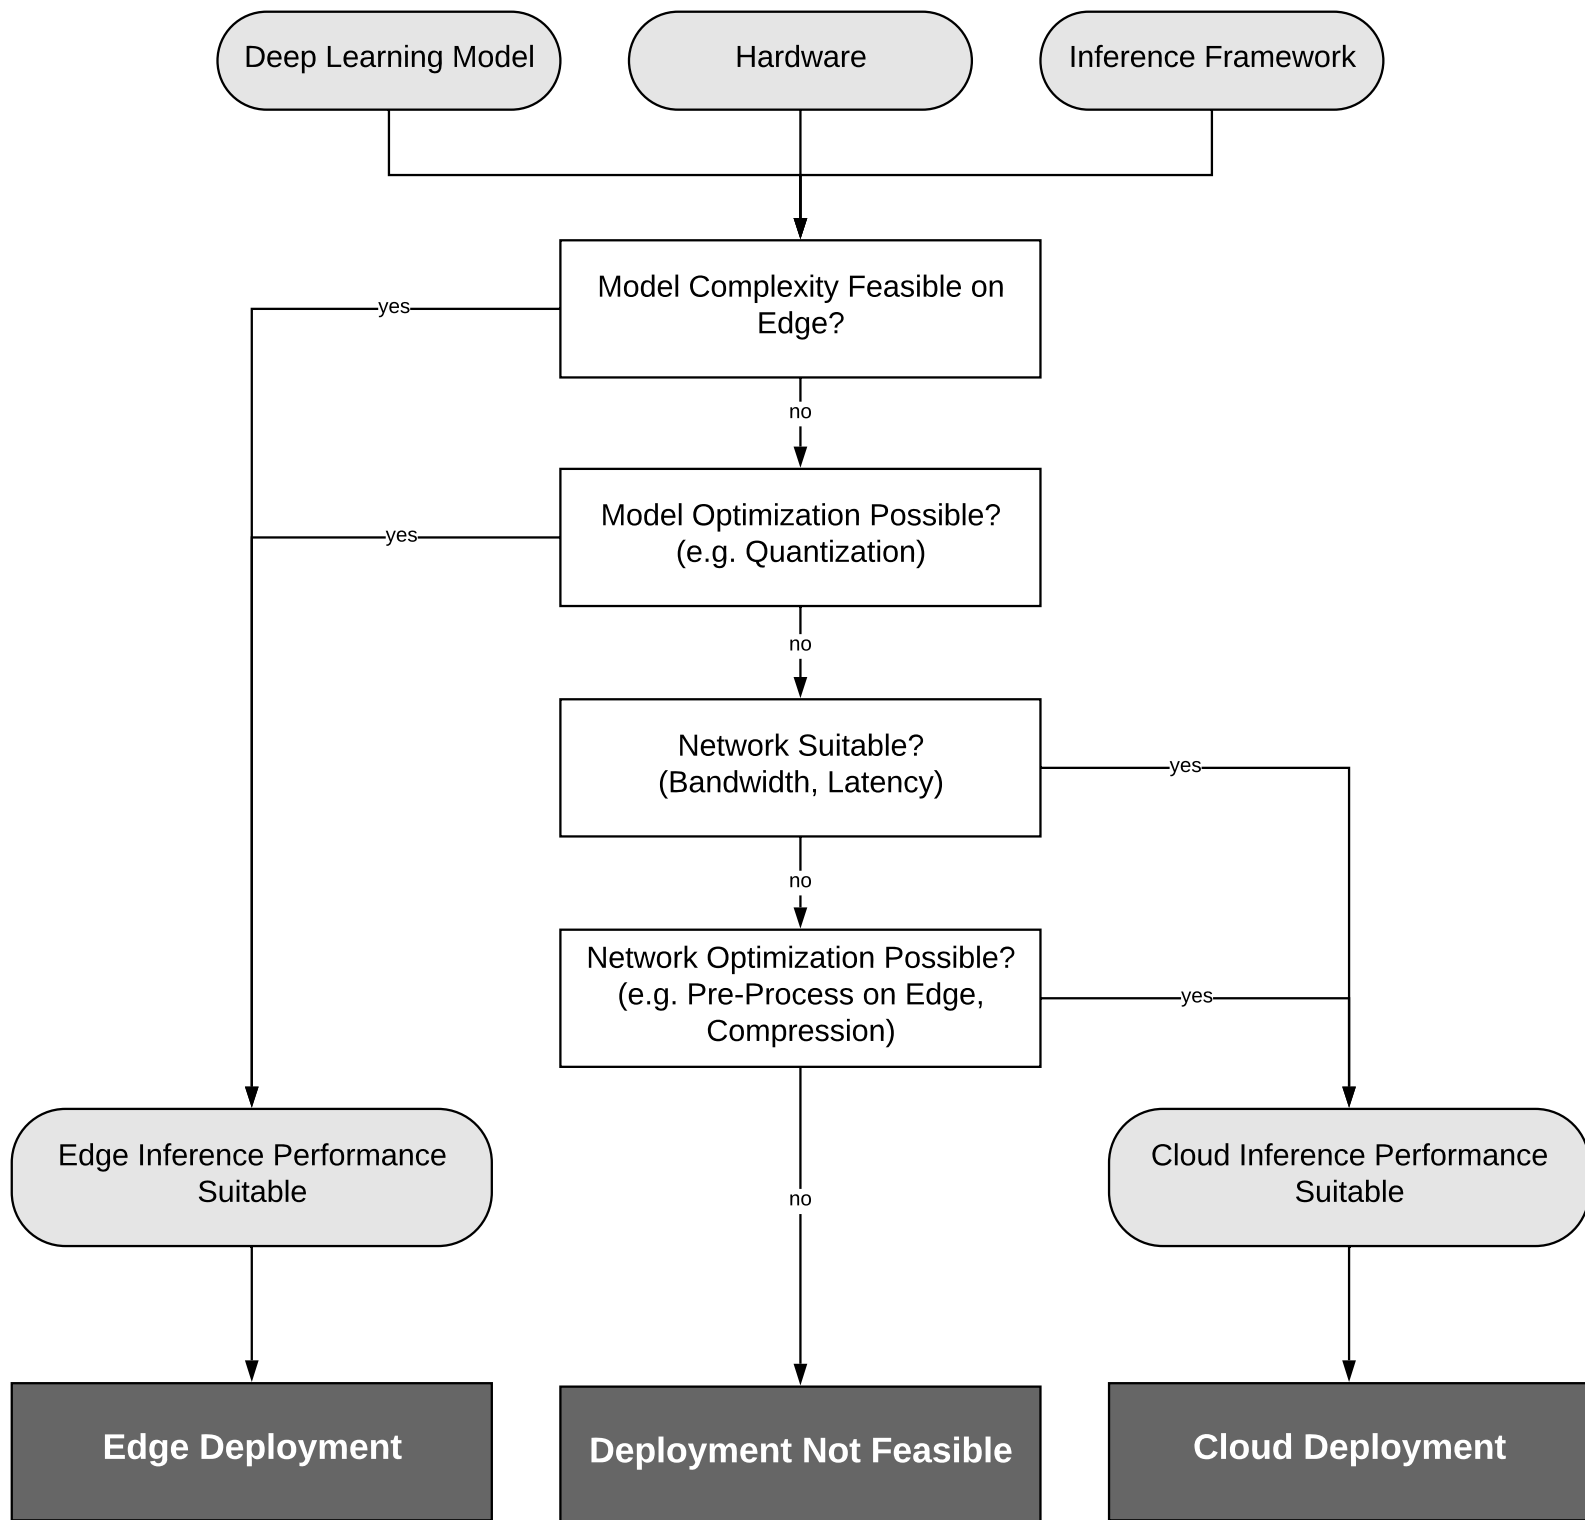 Deep Learning Model
Hardware
Inference Framework
Model Complexity Feasible on
Edge?
yes
no
Model Optimization Possible?
(e.g. Quantization)
yes
no
Network Suitable?
(Bandwidth, Latency)
yes
no
Network Optimization Possible?
(e.g. Pre-Process on Edge,
Compression)
yes
Edge Inference Performance
Suitable
no
Cloud Inference Performance
Suitable
Edge Deployment
Deployment Not Feasible
Cloud Deployment